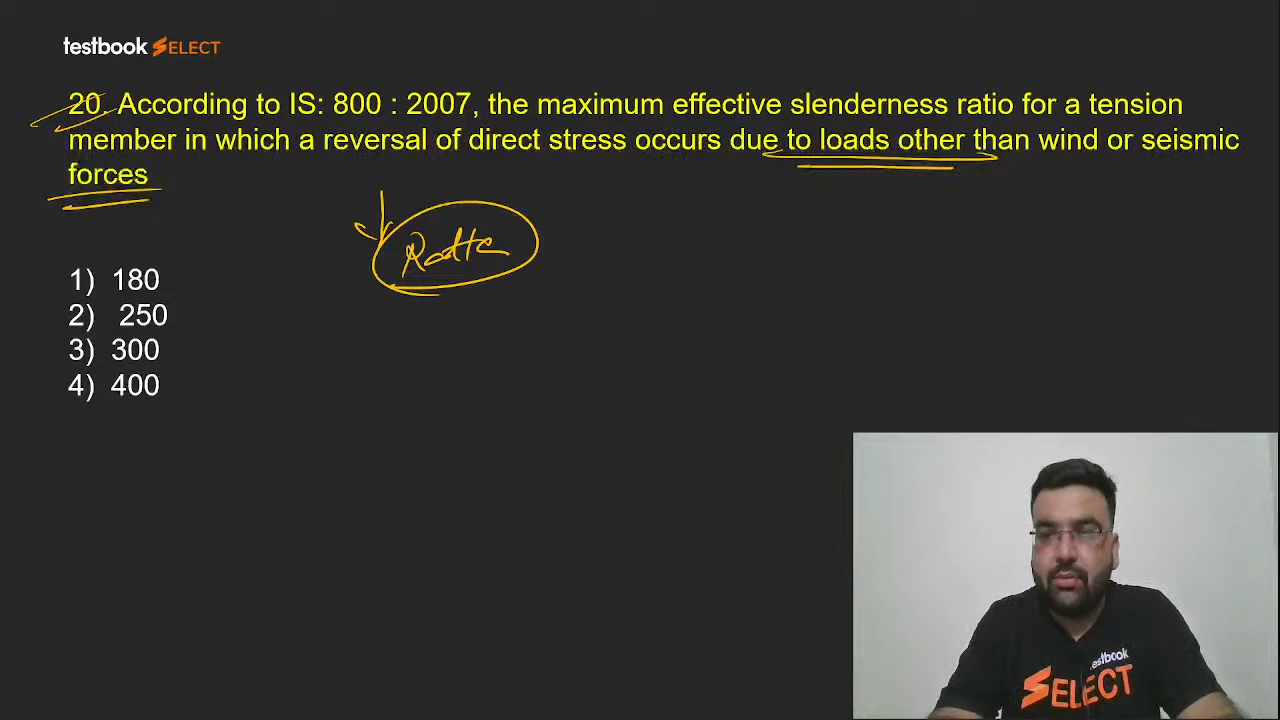 testbook SELECT
20. According to IS: 800 : 2007, the maximum effective slenderness ratio for a tension
member in which a reversal of direct stress occurs due to loads other than wind or seismic
forces
1) 180
2) 250
3) 300
4) 400
testbook
SELECT